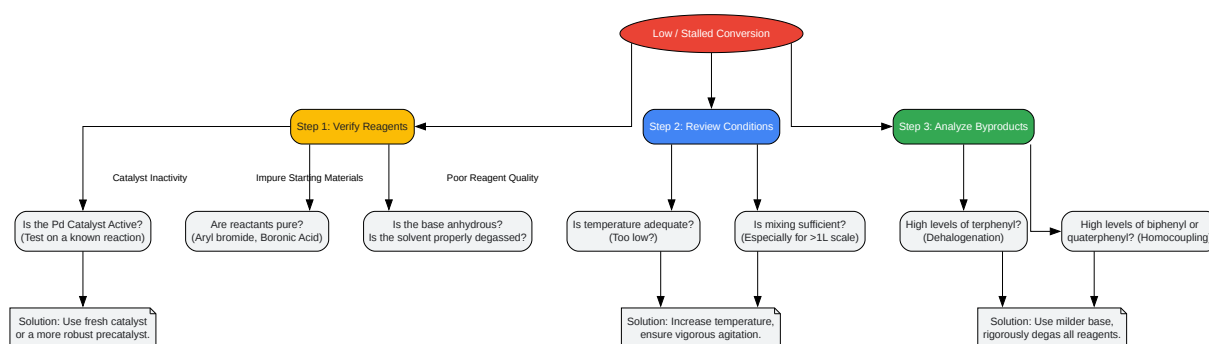 Low / Stalled Conversion
Step 1: Verify Reagents
Step 2: Review Conditions
Step 3: Analyze Byproducts
Catalyst Inactivity
Impure Starting Materials
Poor Reagent Quality
Is the Pd Catalyst Active?
(Test on a known reaction)
Are reactants pure?
(Aryl bromide, Boronic Acid)
Is the base anhydrous?
Is the solvent properly degassed?
Is temperature adequate?
(Too low?)
Is mixing sufficient?
(Especially for >1L scale)
High levels of terphenyl?
(Dehalogenation)
High levels of biphenyl or
quaterphenyl? (Homocoupling)
Solution: Use fresh catalyst
or a more robust precatalyst.
Solution: Increase temperature,
ensure vigorous agitation.
Solution: Use milder base,
rigorously degas all reagents.